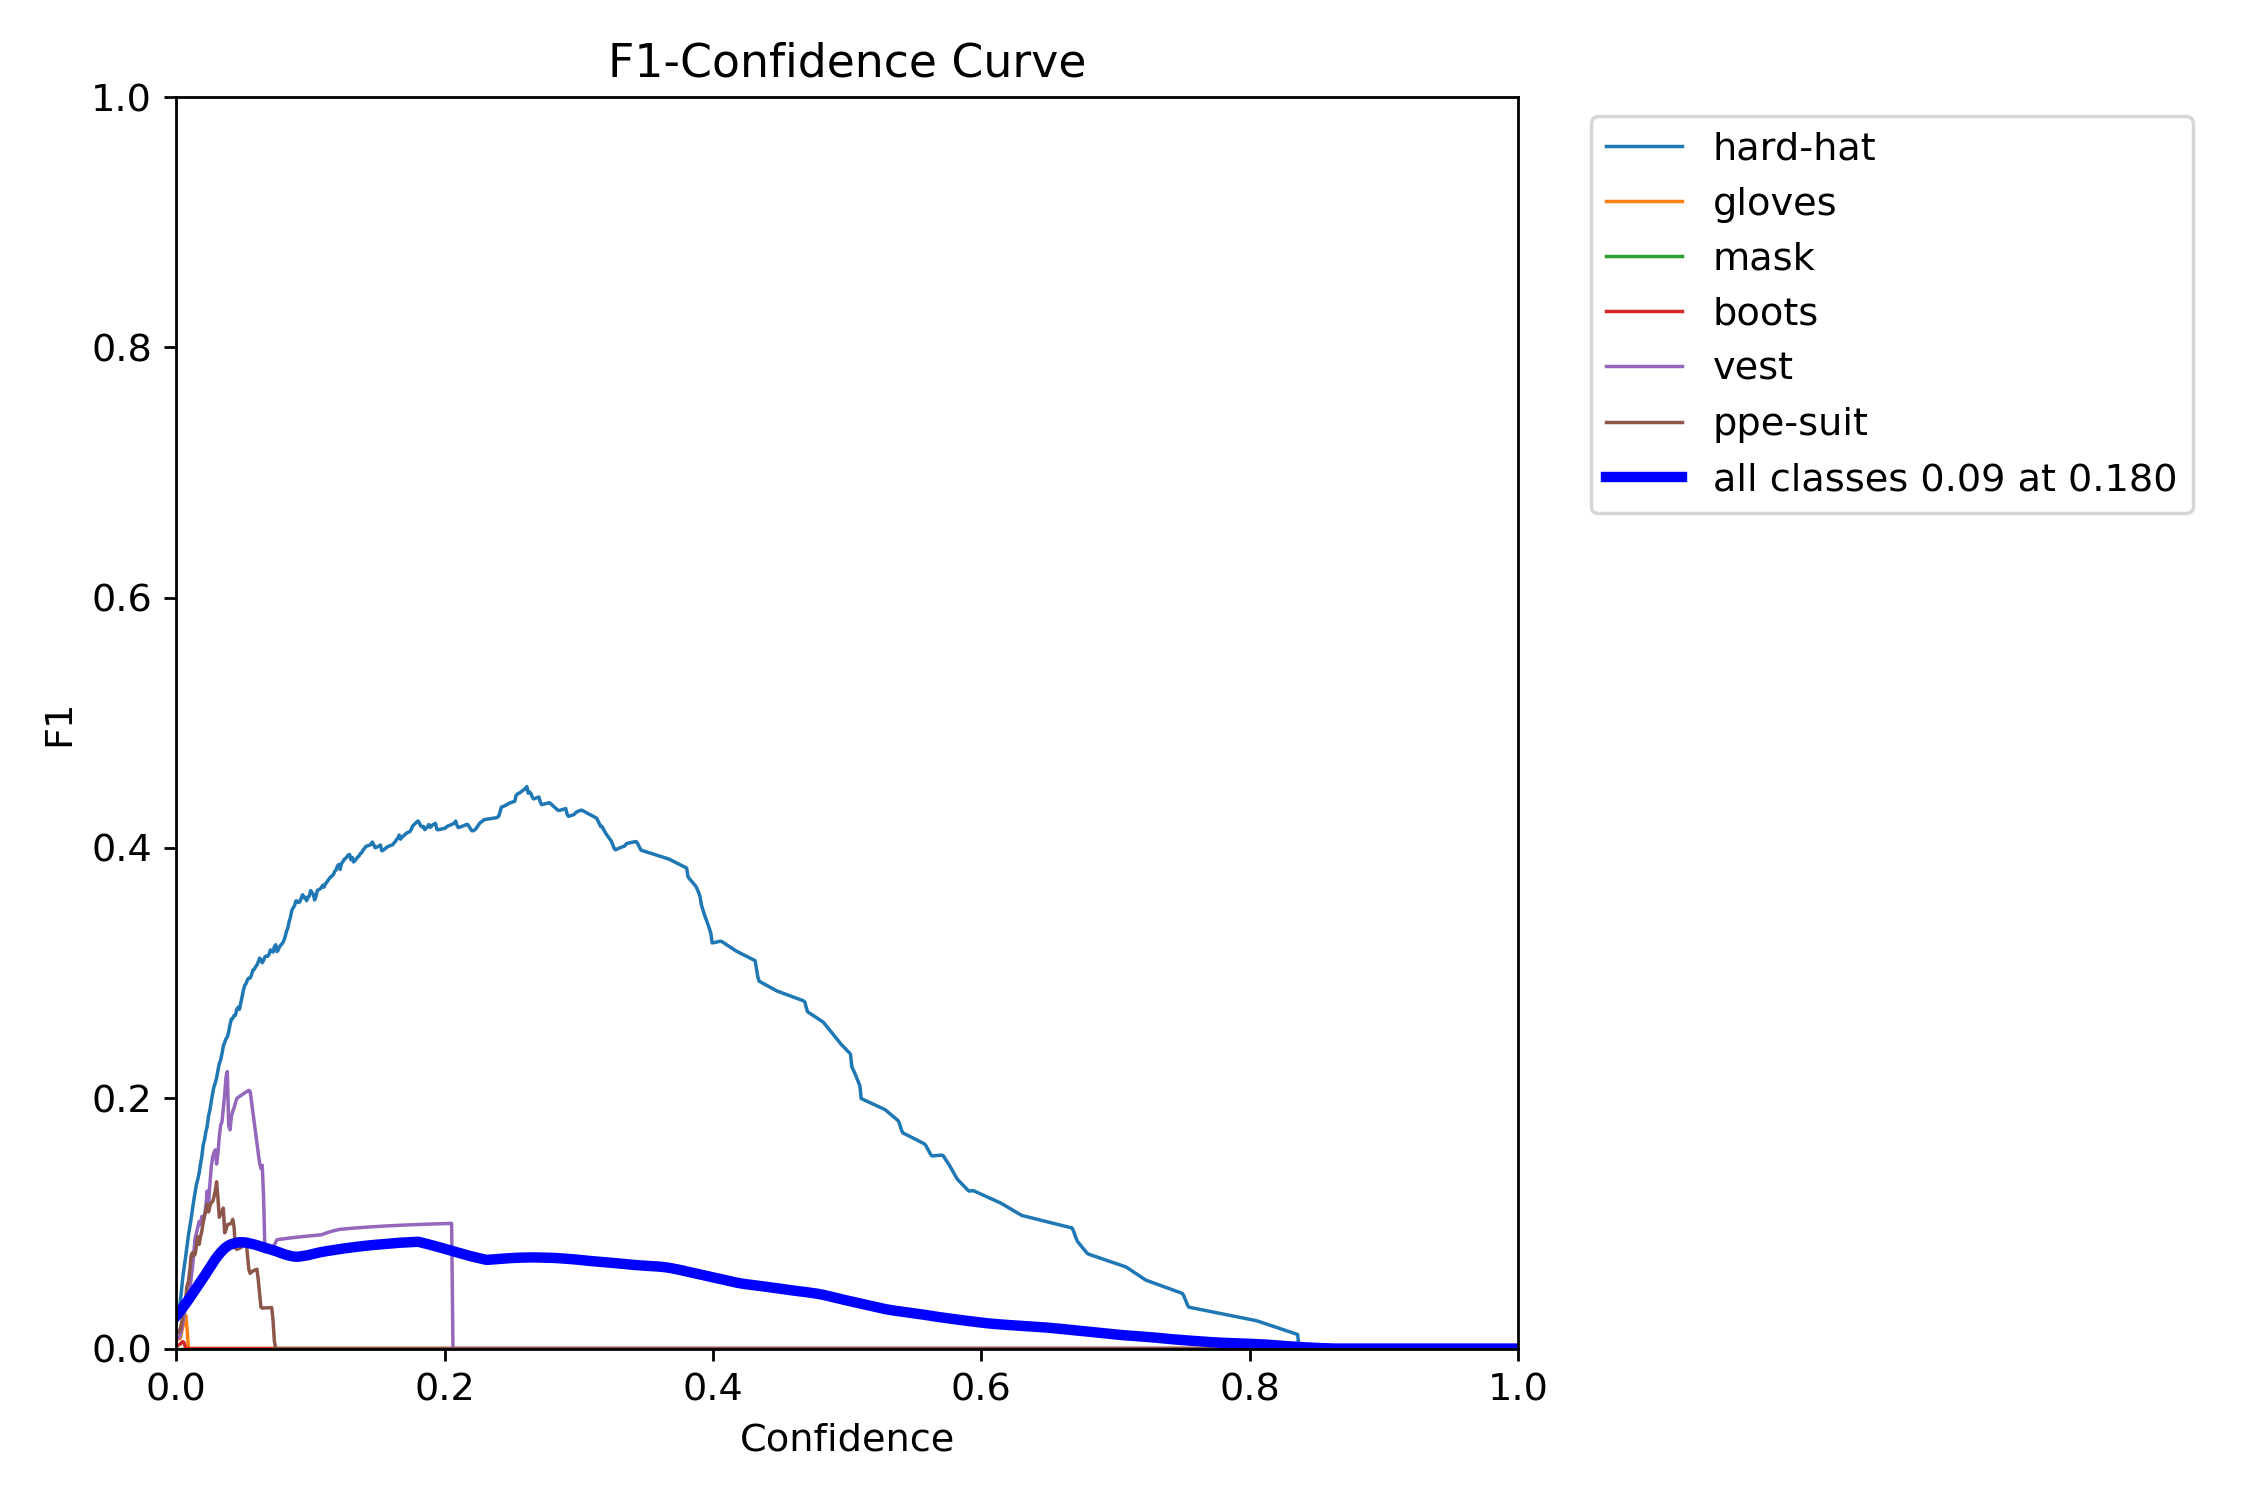 F1-Confidence Curve
1.0
0.8
0.6
0.4
0.2
0.0
F1
0.0 0.2 0.4 0.6 0.8 1.0
Confidence
hard-hat
gloves
mask
boots
vest
ppe-suit
all classes 0.09 at 0.180